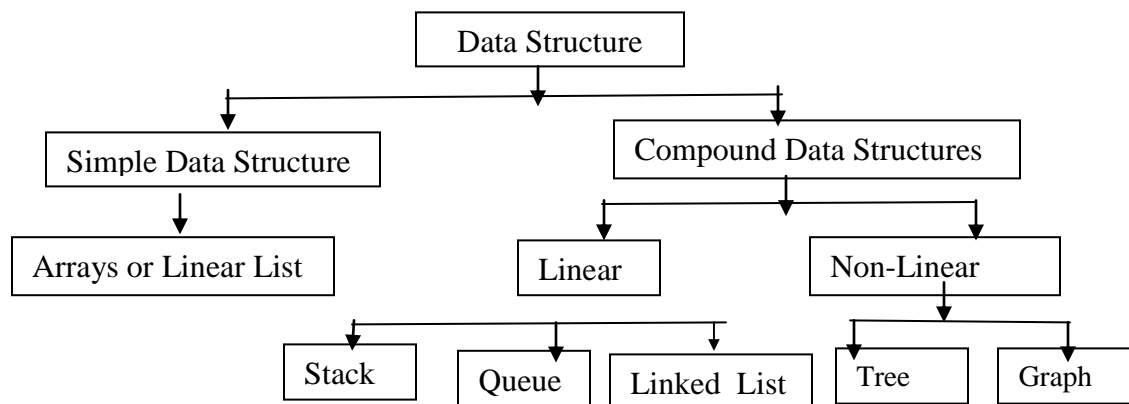 Data Structure
Simple Data Structure
Compound Data Structures
Arrays or Linear List
Linear
Non-Linear
Stack
Queue
Linked List
Tree
Graph